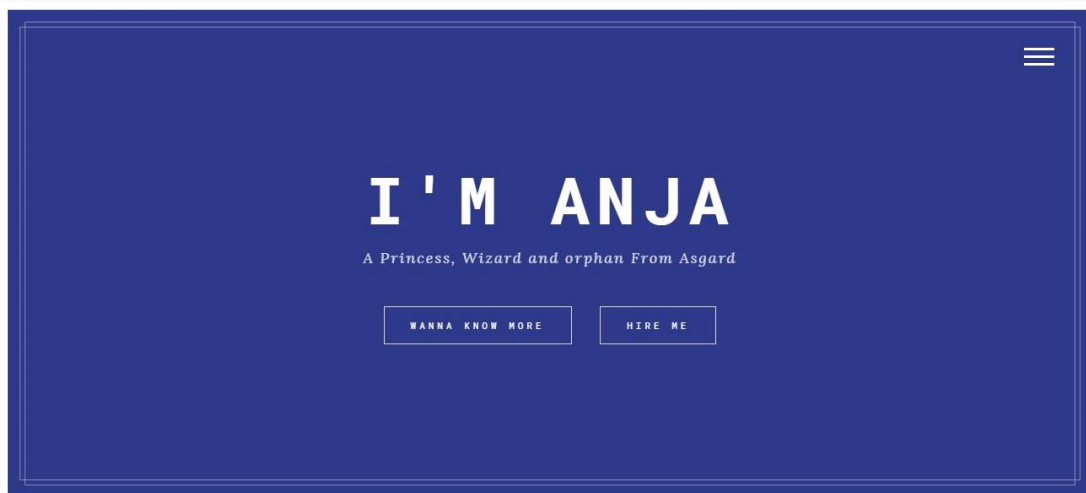 I'M ANJA
A Princess, Wizard and orphan From Asgard
WANNA KNOW MORE
HIRE ME